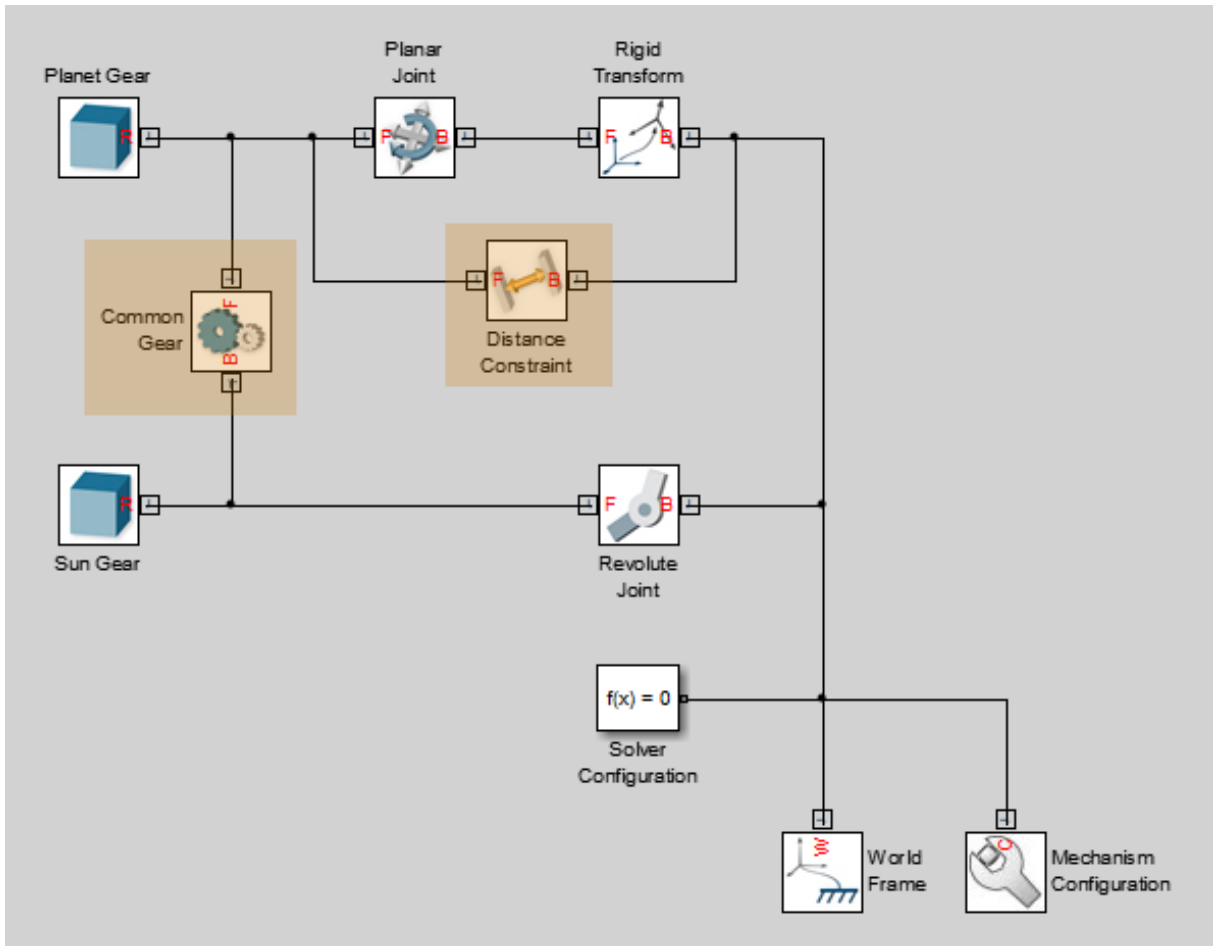 Planar
Joint
Rigid
Transform
Planet Gear
R
P
B
F
B
Common
Gear
F
B
F
B
Distance
Constraint
R
F
B
Sun Gear
Revolute
Joint
f(x) = 0
Solver
Configuration
W
World
Frame
C
Mechanism
Configuration